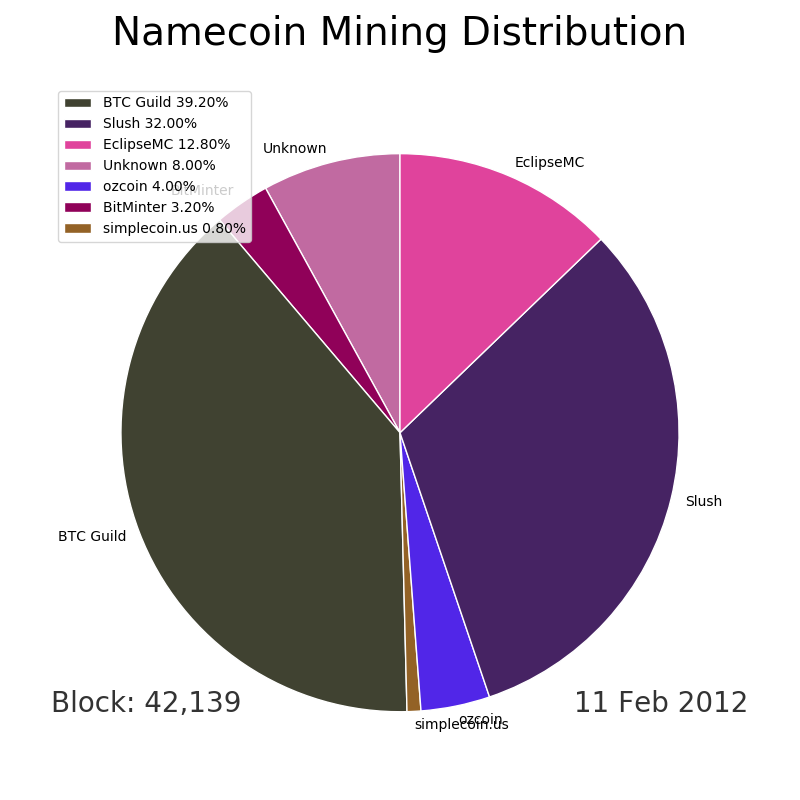 Namecoin Mining Distribution
BTC Guild 39.20%
Slush 32.00%
EclipseMC 12.80%
Unknown 8.00%
ozcoin 4.00%
BitMinter 3.20%
simplecoin.us 0.80%
Unknown
EclipseMC
BitMinter
Slush
BTC Guild
Block: 42,139
11 Feb 2012
ozcoin
simplecoin.us